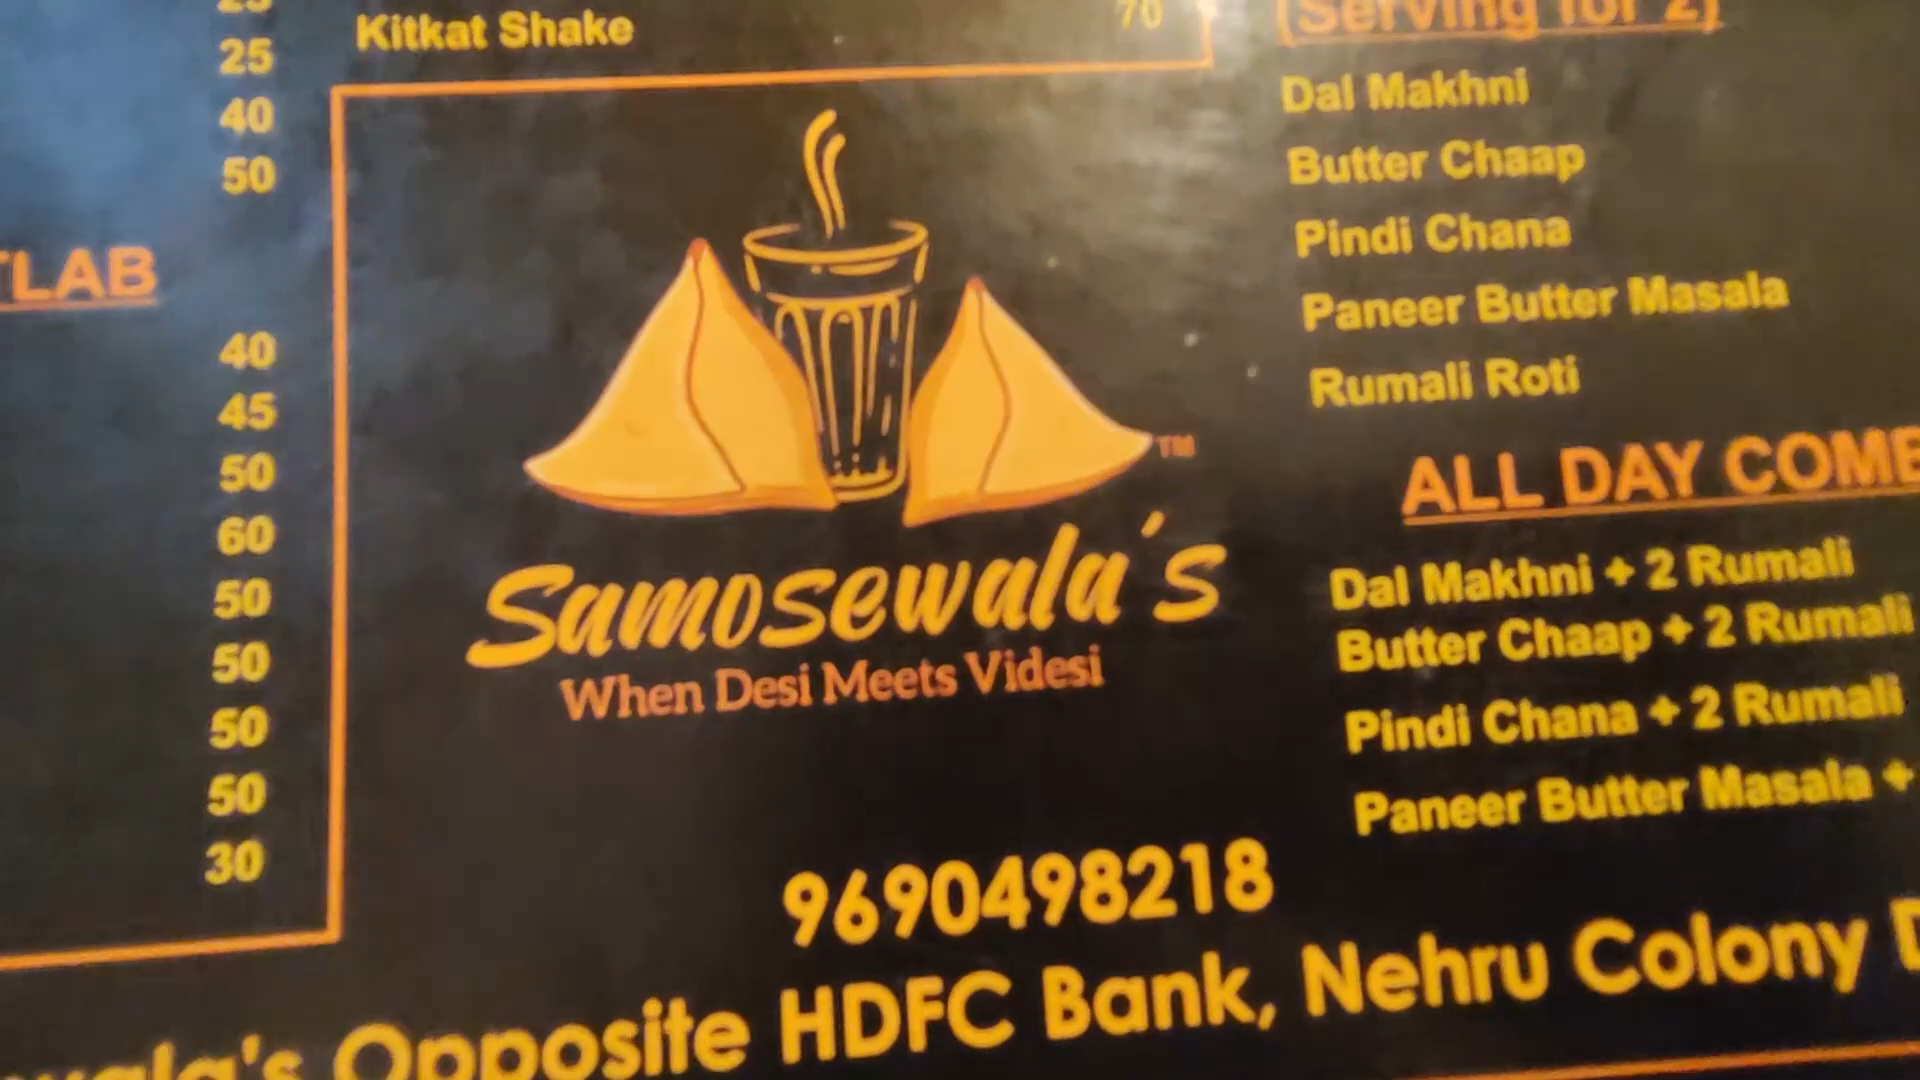 25
40
50
TLAB
40
45
50
60
50
50
50
50
30
Kitkat Shake 70
TM
Samosewala's
When Desi Meets Videsi
(Serving for 2)
Dal Makhni
Butter Chaap
Pindi Chana
Paneer Butter Masala
Rumali Roti
ALL DAY COMB
Dal Makhni + 2 Rumali
Butter Chaap + 2 Rumali
Pindi Chana + 2 Rumali
Paneer Butter Masala +
9690498218
wala's Opposite HDFC Bank, Nehru Colony D